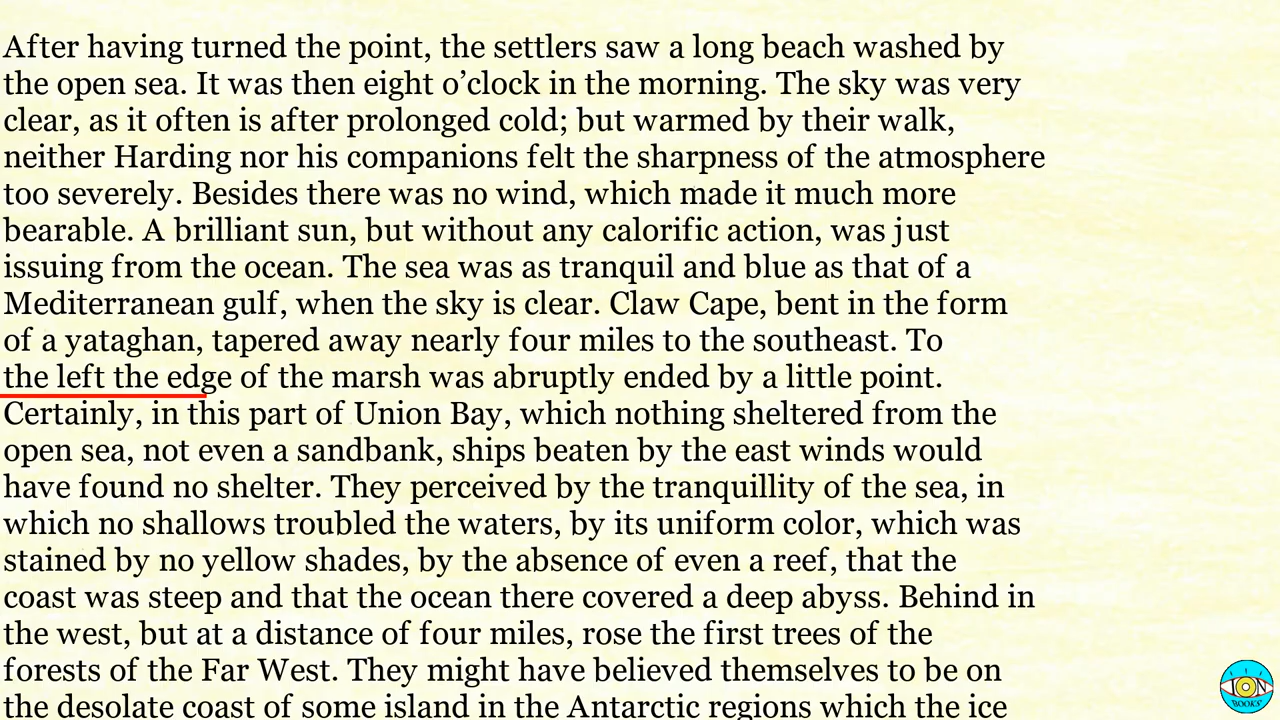 After having turned the point, the settlers saw a long beach washed by
the open sea. It was then eight o’clock in the morning. The sky was very
clear, as it often is after prolonged cold; but warmed by their walk,
neither Harding nor his companions felt the sharpness of the atmosphere
too severely. Besides there was no wind, which made it much more
bearable. A brilliant sun, but without any calorific action, was just
issuing from the ocean. The sea was as tranquil and blue as that of a
Mediterranean gulf, when the sky is clear. Claw Cape, bent in the form
of a yataghan, tapered away nearly four miles to the southeast. To
the left the edge of the marsh was abruptly ended by a little point.
Certainly, in this part of Union Bay, which nothing sheltered from the
open sea, not even a sandbank, ships beaten by the east winds would
have found no shelter. They perceived by the tranquillity of the sea, in
which no shallows troubled the waters, by its uniform color, which was
stained by no yellow shades, by the absence of even a reef, that the
coast was steep and that the ocean there covered a deep abyss. Behind in
the west, but at a distance of four miles, rose the first trees of the
forests of the Far West. They might have believed themselves to be on
the desolate coast of some island in the Antarctic regions which the ice
ION
BOOKS